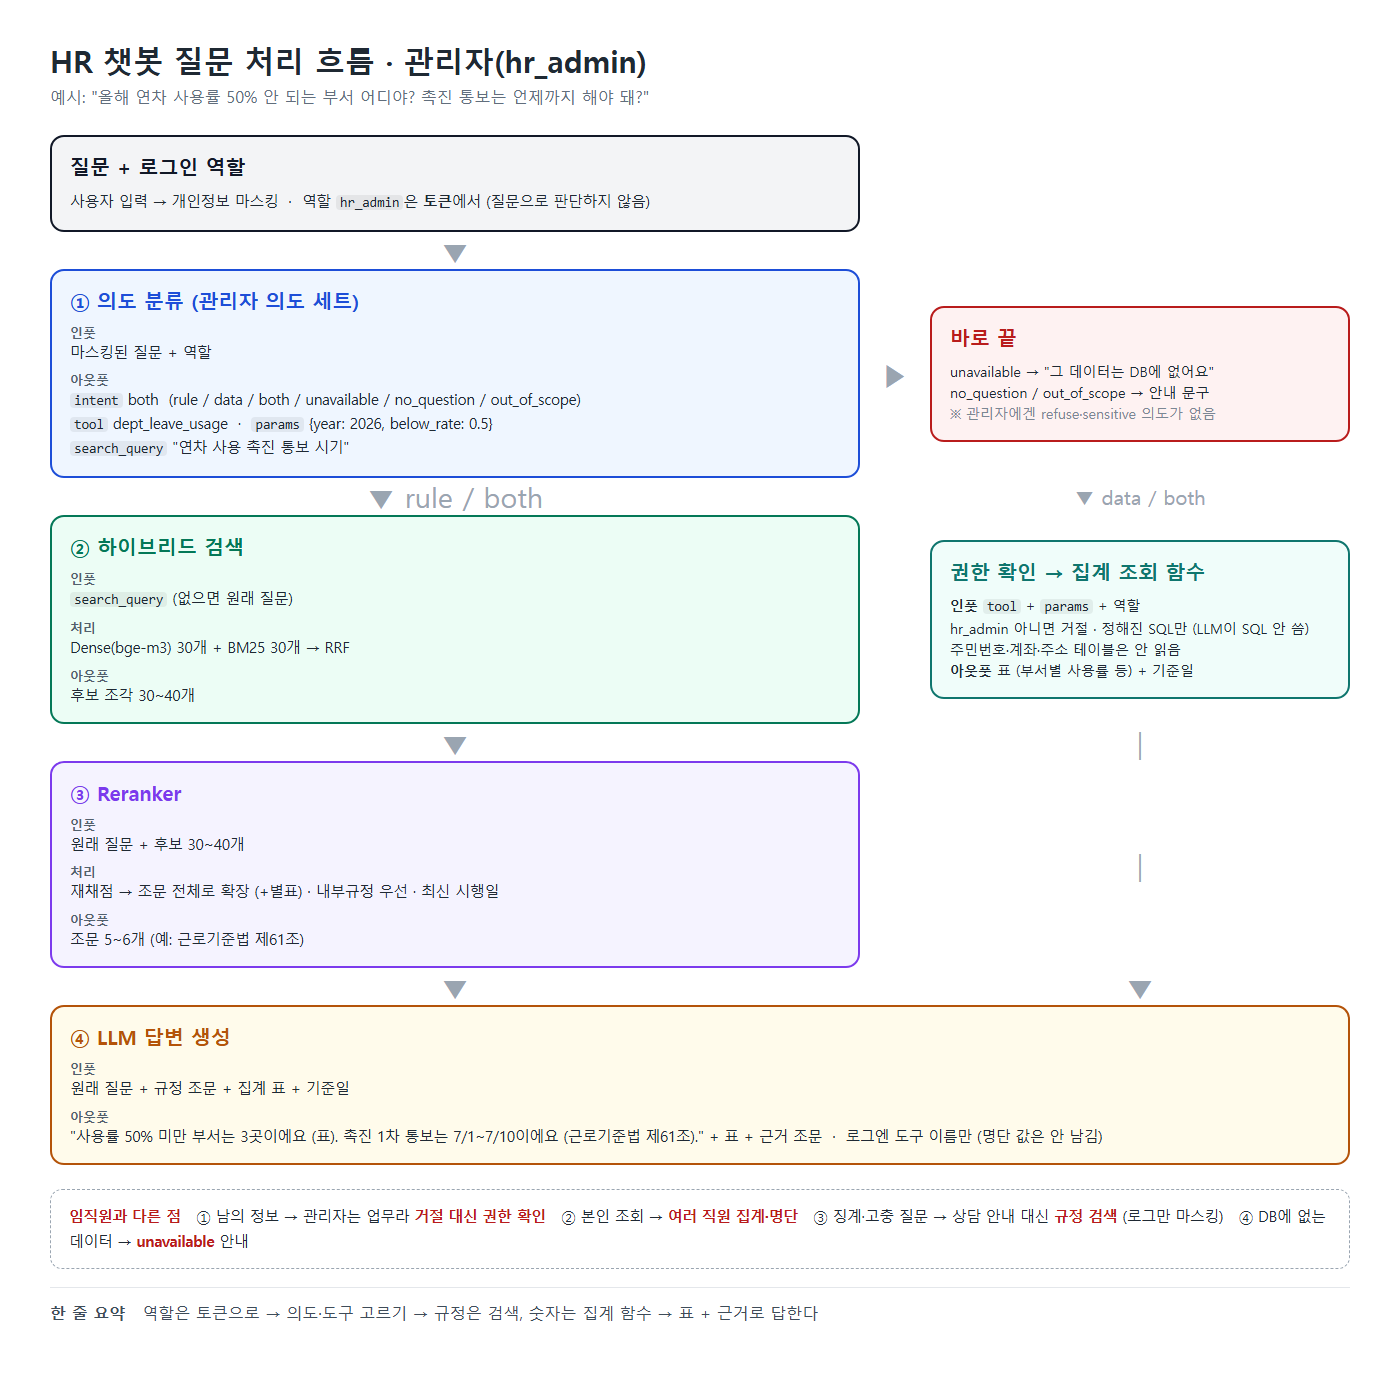 HR 챗봇 질문 처리 흐름 · 관리자(hr_admin)
예시: "올해 연차 사용률 50% 안 되는 부서 어디야? 촉진 통보는 언제까지 해야 돼?"
질문 + 로그인 역할
사용자 입력 → 개인정보 마스킹 · 역할 hr_admin은 토큰에서 (질문으로 판단하지 않음)
▼
① 의도 분류 (관리자 의도 세트)
인풋
마스킹된 질문 + 역할
아웃풋
intent both (rule / data / both / unavailable / no_question / out_of_scope)
tool dept_leave_usage · params {year: 2026, below_rate: 0.5}
search_query "연차 사용 촉진 통보 시기"
▶
바로 끝
unavailable → "그 데이터는 DB에 없어요"
no_question / out_of_scope → 안내 문구
※ 관리자에겐 refuse·sensitive 의도가 없음
▼ rule / both
▼ data / both
② 하이브리드 검색
인풋
search_query (없으면 원래 질문)
처리
Dense(bge-m3) 30개 + BM25 30개 → RRF
아웃풋
후보 조각 30~40개
권한 확인 → 집계 조회 함수
인풋 tool + params + 역할
hr_admin 아니면 거절 · 정해진 SQL만 (LLM이 SQL 안 씀)
주민번호·계좌·주소 테이블은 안 읽음
아웃풋 표 (부서별 사용률 등) + 기준일
▼
│
③ Reranker
인풋
원래 질문 + 후보 30~40개
처리
재채점 → 조문 전체로 확장 (+별표) · 내부규정 우선 · 최신 시행일
아웃풋
조문 5~6개 (예: 근로기준법 제61조)
│
▼
▼
④ LLM 답변 생성
인풋
원래 질문 + 규정 조문 + 집계 표 + 기준일
아웃풋
"사용률 50% 미만 부서는 3곳이에요 (표). 촉진 1차 통보는 7/1~7/10이에요 (근로기준법 제61조)." + 표 + 근거 조문 · 로그엔 도구 이름만 (명단 값은 안 남김)
임직원과 다른 점 ① 남의 정보 → 관리자는 업무라 거절 대신 권한 확인 ② 본인 조회 → 여러 직원 집계·명단 ③ 징계·고충 질문 → 상담 안내 대신 규정 검색 (로그만 마스킹) ④ DB에 없는
데이터 → unavailable 안내
한 줄 요약 역할은 토큰으로 → 의도·도구 고르기 → 규정은 검색, 숫자는 집계 함수 → 표 + 근거로 답한다